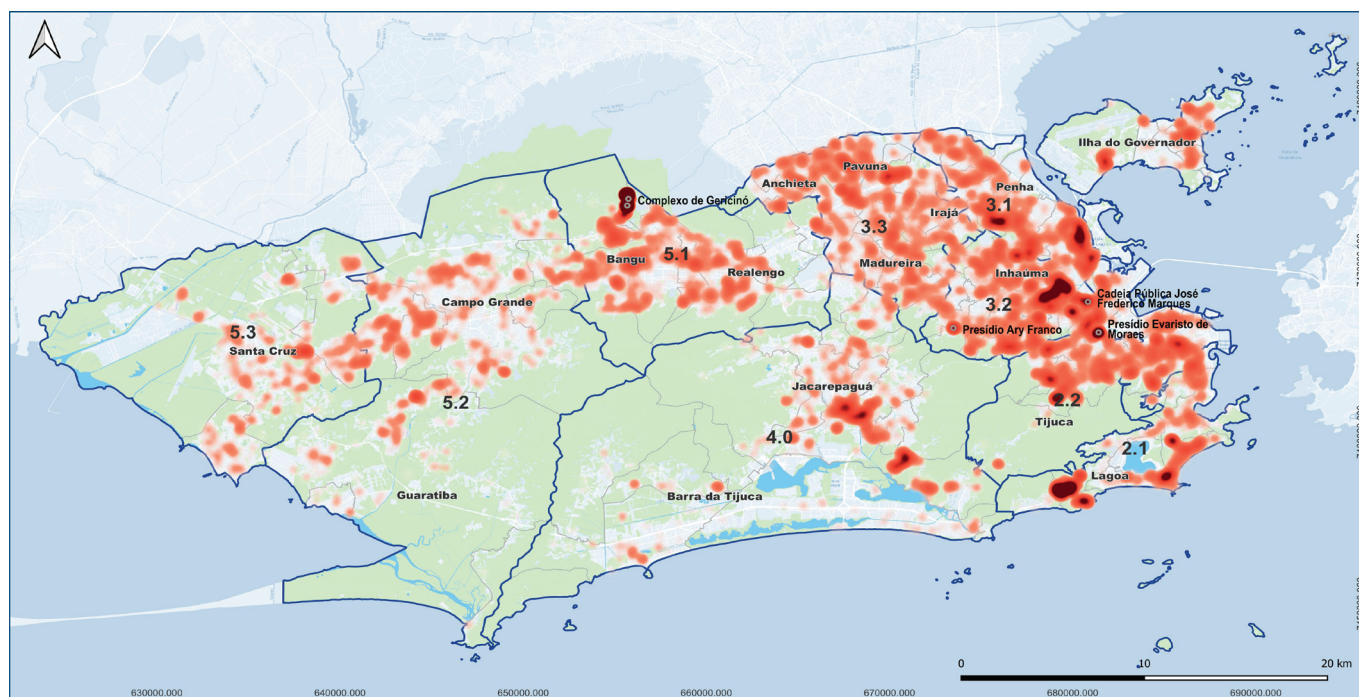 Ilha do Governador
Pavuna
Anchieta
Penha
Complexo de Gericinó
3.1
Irajá
3.3
Bangu
5.1
Madureira
Inhaúma
Realengo
Campo Grande
3.2
Cadeia Pública José
Frederico Marques
5.3
Presídio Ary Franco
Presídio Evaristo de
Moraes
Santa Cruz
Jacarepaguá
5.2
2.2
Tijuca
4.0
2.1
Lagoa
Guaratiba
Barra da Tijuca
0
10
20 km
630000.000
640000.000
650000.000
660000.000
670000.000
680000.000
690000.000